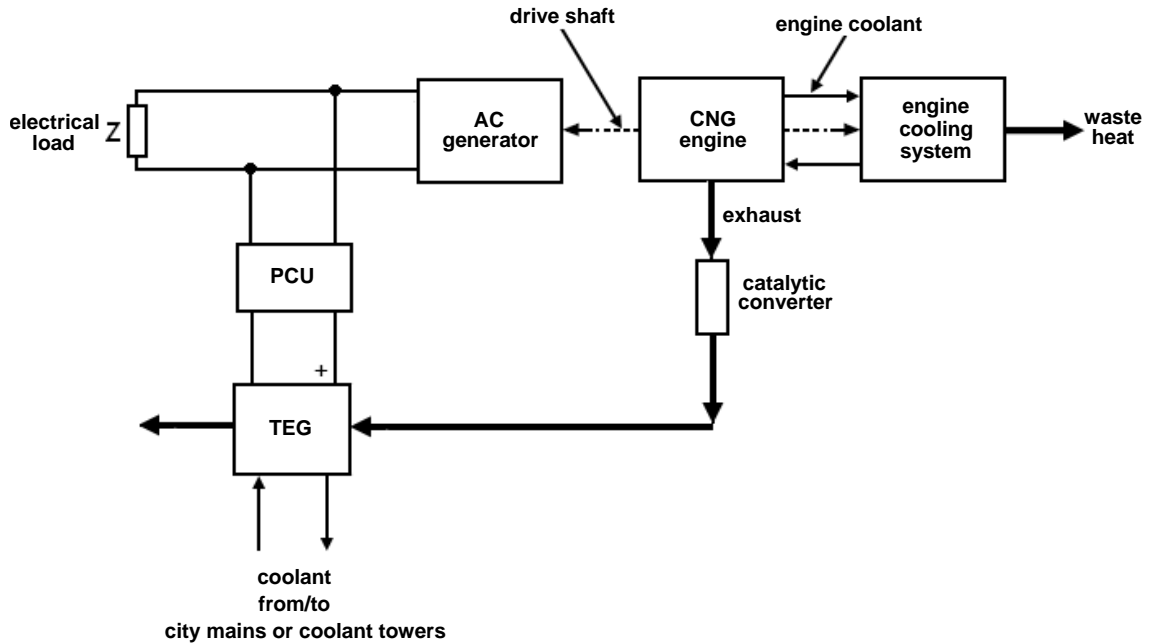 drive shaft
engine coolant
electrical
load
Z
AC
generator
CNG
engine
engine
cooling
system
waste
heat
exhaust
PCU
catalytic
converter
+
TEG
coolant
from/to
city mains or coolant towers